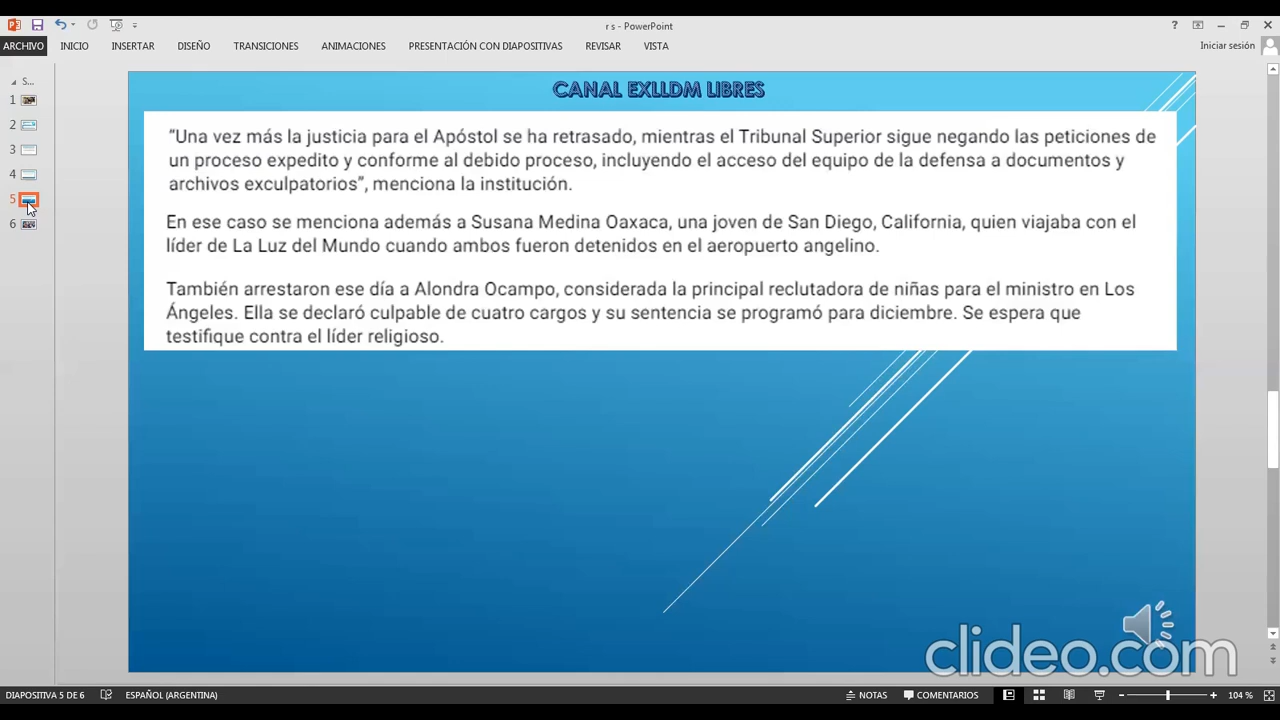 r s - PowerPoint
?
ARCHIVO INICIO INSERTAR DISEÑO TRANSICIONES ANIMACIONES PRESENTACIÓN CON DIAPOSITIVAS REVISAR VISTA Iniciar sesión
S...
1
2
3
4
5
6
CANAL EXLLDM LIBRES
“Una vez más la justicia para el Apóstol se ha retrasado, mientras el Tribunal Superior sigue negando las peticiones de
un proceso expedito y conforme al debido proceso, incluyendo el acceso del equipo de la defensa a documentos y
archivos exculpatorios”, menciona la institución.
En ese caso se menciona además a Susana Medina Oaxaca, una joven de San Diego, California, quien viajaba con el
líder de La Luz del Mundo cuando ambos fueron detenidos en el aeropuerto angelino.
También arrestaron ese día a Alondra Ocampo, considerada la principal reclutadora de niñas para el ministro en Los
Ángeles. Ella se declaró culpable de cuatro cargos y su sentencia se programó para diciembre. Se espera que
testifique contra el líder religioso.
clideo.com
DIAPOSITIVA 5 DE 6 ESPAÑOL (ARGENTINA) NOTAS COMENTARIOS 104 %